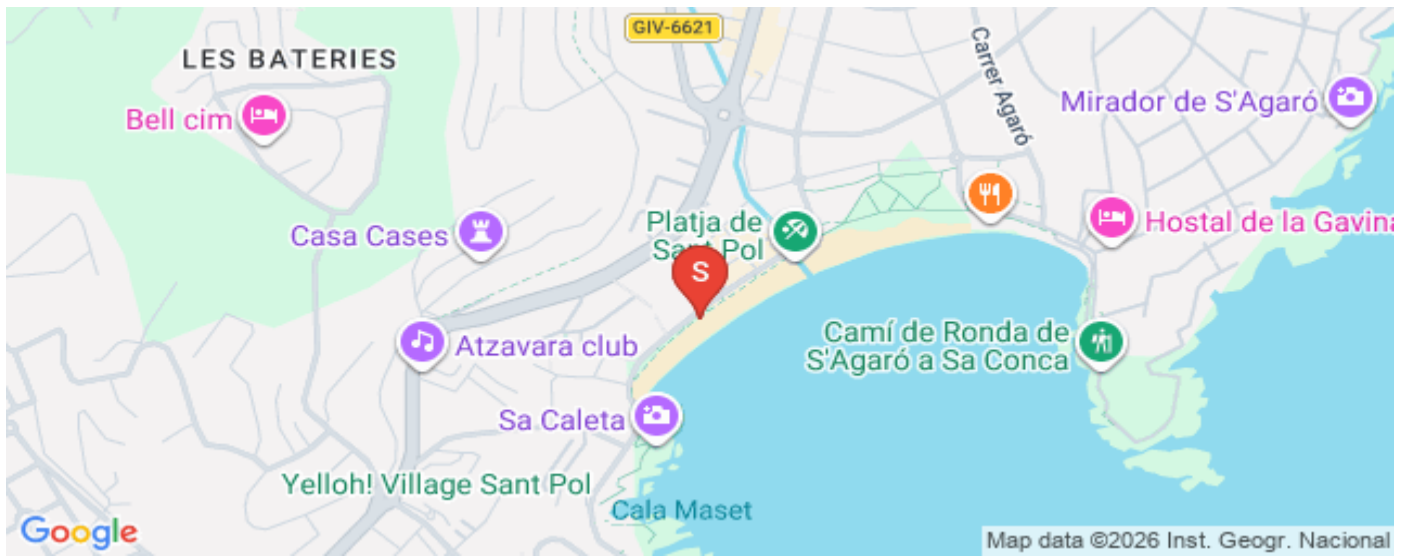 GIV-6621
LES BATERIES
Carrer Agaró
Bell cim
Mirador de S'Agaró
Platja de
Sant Pol
Casa Cases
Hostal de la Gavina
S
Camí de Ronda de
S'Agaró a Sa Conca
Atzavara club
Sa Caleta
Yelloh! Village Sant Pol
Cala Maset
Google
Map data ©2026 Inst. Geogr. Nacional